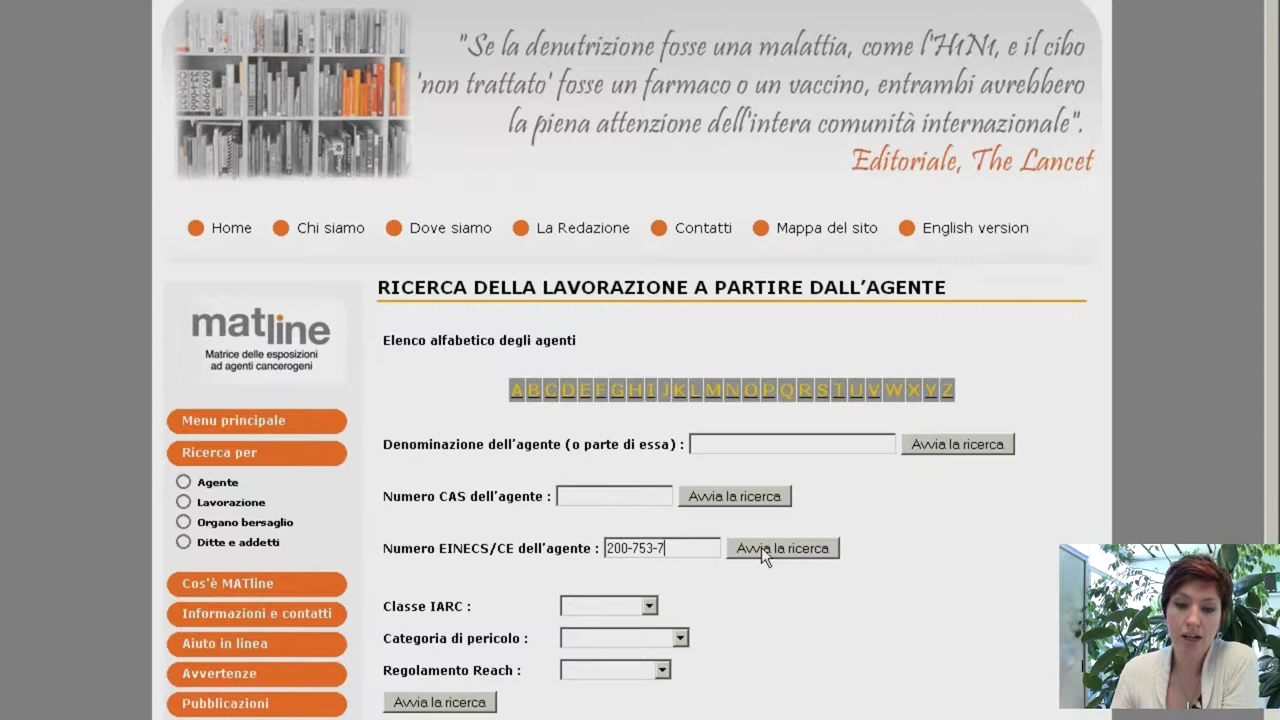 "Se la denutrizione fosse una malattia, come l'H1N1, e il cibo
'non trattato' fosse un farmaco o un vaccino, entrambi avrebbero
la piena attenzione dell'intera comunità internazionale".
Editoriale, The Lancet
Home Chi siamo Dove siamo La Redazione Contatti Mappa del sito English version
RICERCA DELLA LAVORAZIONE A PARTIRE DALL'AGENTE
matline
Matrice delle esposizioni
ad agenti cancerogeni
Elenco alfabetico degli agenti
A B C D E F G H I J K L M N O P Q R S T U V W X Y Z
Menu principale
Ricerca per
Agente
Lavorazione
Organo bersaglio
Ditte e addetti
Cos'è MATline
Informazioni e contatti
Aiuto in linea
Avvertenze
Pubblicazioni
Denominazione dell'agente (o parte di essa) : Avvia la ricerca
Numero CAS dell'agente : Avvia la ricerca
Numero EINECS/CE dell'agente : 200-753-7 Avvia la ricerca
Classe IARC :
Categoria di pericolo :
Regolamento Reach :
Avvia la ricerca